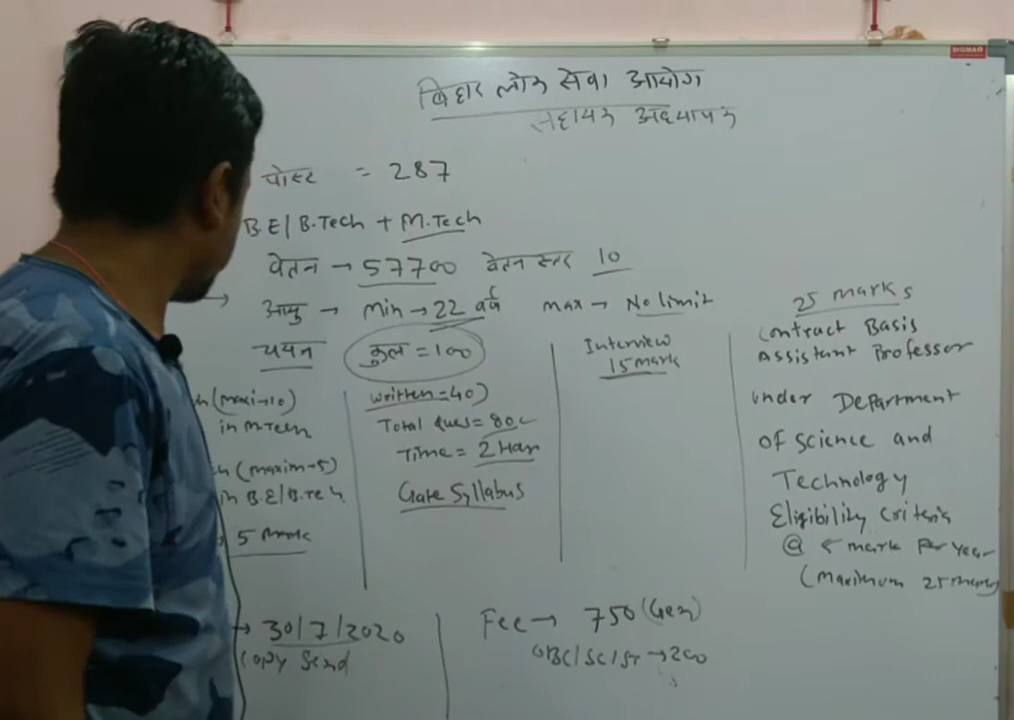 SIGMA
बिहार लोक सेवा आयोग
सहायक अध्यापक
पोस्ट = 287
B.E/B.Tech + M.Tech
वेतन → 57700 वेतन स्तर 10
→ आयु → Min → 22 वर्ष max → No limit
चयन
कुल = 100
(maxi → 10)
in M.Tech
(maxim → 5)
in B.E/B.Tech
5 Mark
written = 40)
Total Ques = 80
Time = 2 
Gate Syllabus
Interview
15 Mark
25 marks
Contract Basis
Assistant Professor
under Department
Of Science and
Technology
Eligibility Criteria
@ 5 mark Per Year
(Maximum 25
→ 30/7/2020
Copy Send
Fee → 750 (Gen)
OBC/SC/ST → 200